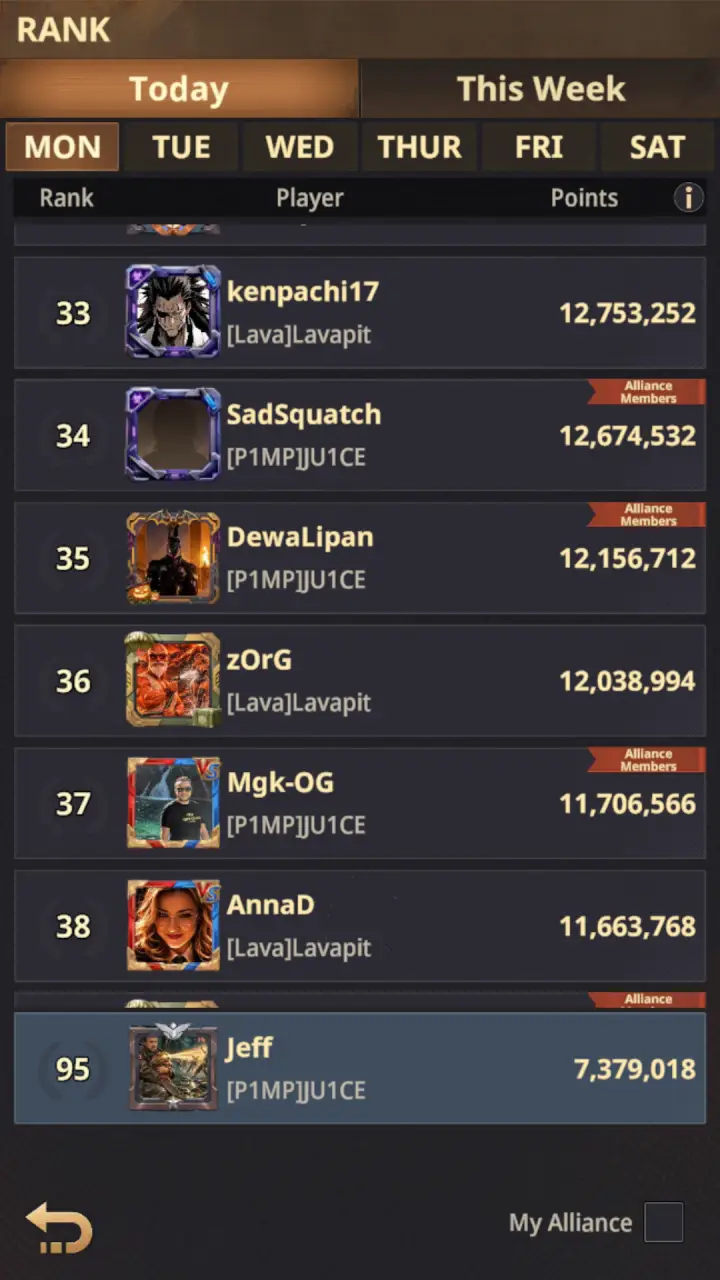 RANK
Today
This Week
MON
TUE
WED
THUR
FRI
SAT
Rank
Player
Points
33
kenpachi17
[Lava]Lavapit
12,753,252
Alliance
Members
34
SadSquatch
[P1MP]JU1CE
12,674,532
Alliance
Members
35
DewaLipan
[P1MP]JU1CE
12,156,712
36
zOrG
[Lava]Lavapit
12,038,994
Alliance
Members
37
Mgk-OG
[P1MP]JU1CE
11,706,566
38
AnnaD
[Lava]Lavapit
11,663,768
Alliance
95
Jeff
[P1MP]JU1CE
7,379,018
My Alliance